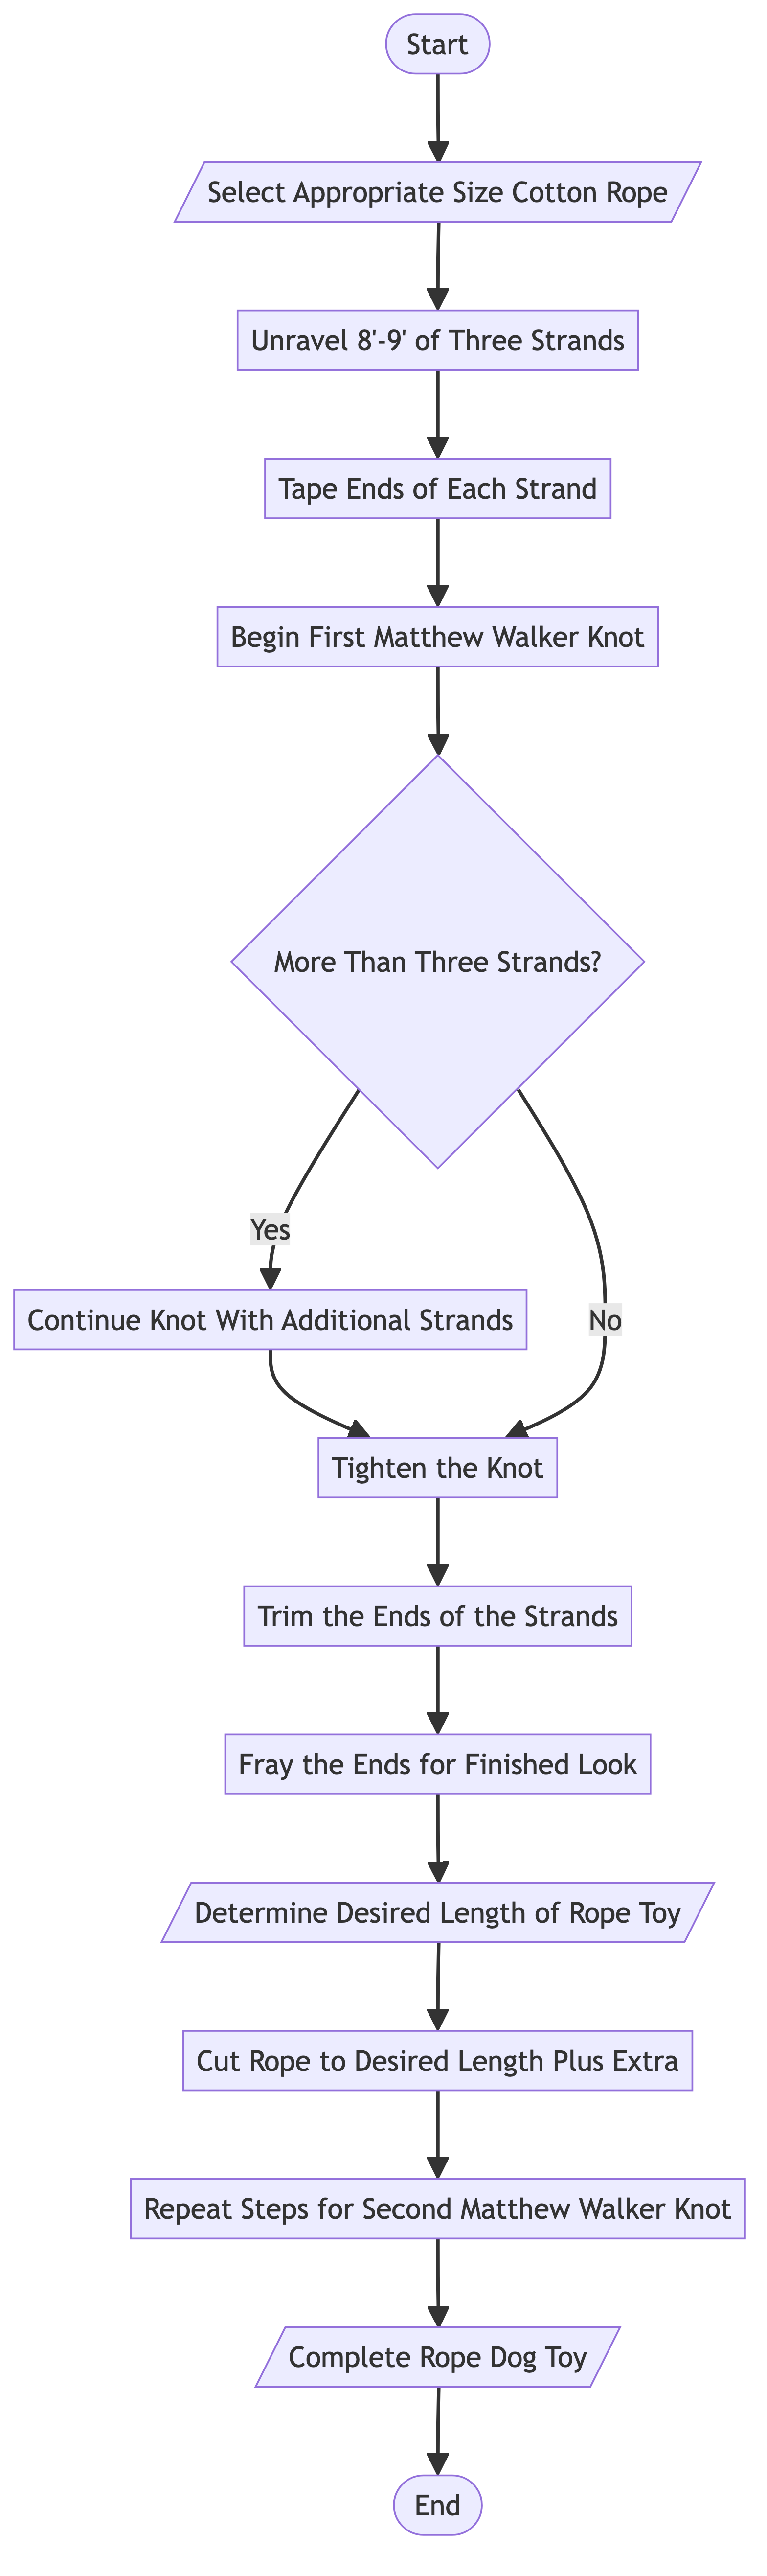 Start
Select Appropriate Size Cotton Rope
Unravel 8'-9' of Three Strands
Tape Ends of Each Strand
Begin First Matthew Walker Knot
More Than Three Strands?
Yes
Continue Knot With Additional Strands
No
Tighten the Knot
Trim the Ends of the Strands
Fray the Ends for Finished Look
Determine Desired Length of Rope Toy
Cut Rope to Desired Length Plus Extra
Repeat Steps for Second Matthew Walker Knot
Complete Rope Dog Toy
End